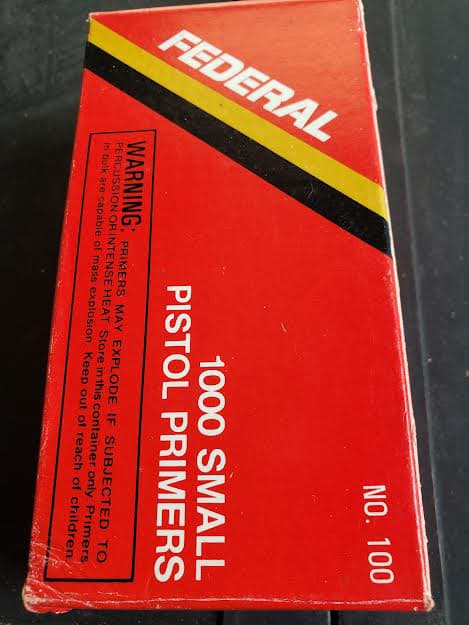 FEDERAL
WARNING: PRIMERS MAY EXPLODE IF SUBJECTED TO
PERCUSSION OR INTENSE HEAT Store in this container only Primers
in bulk are capable of mass explosion Keep out of reach of children
1000 SMALL
PISTOL PRIMERS
NO. 100